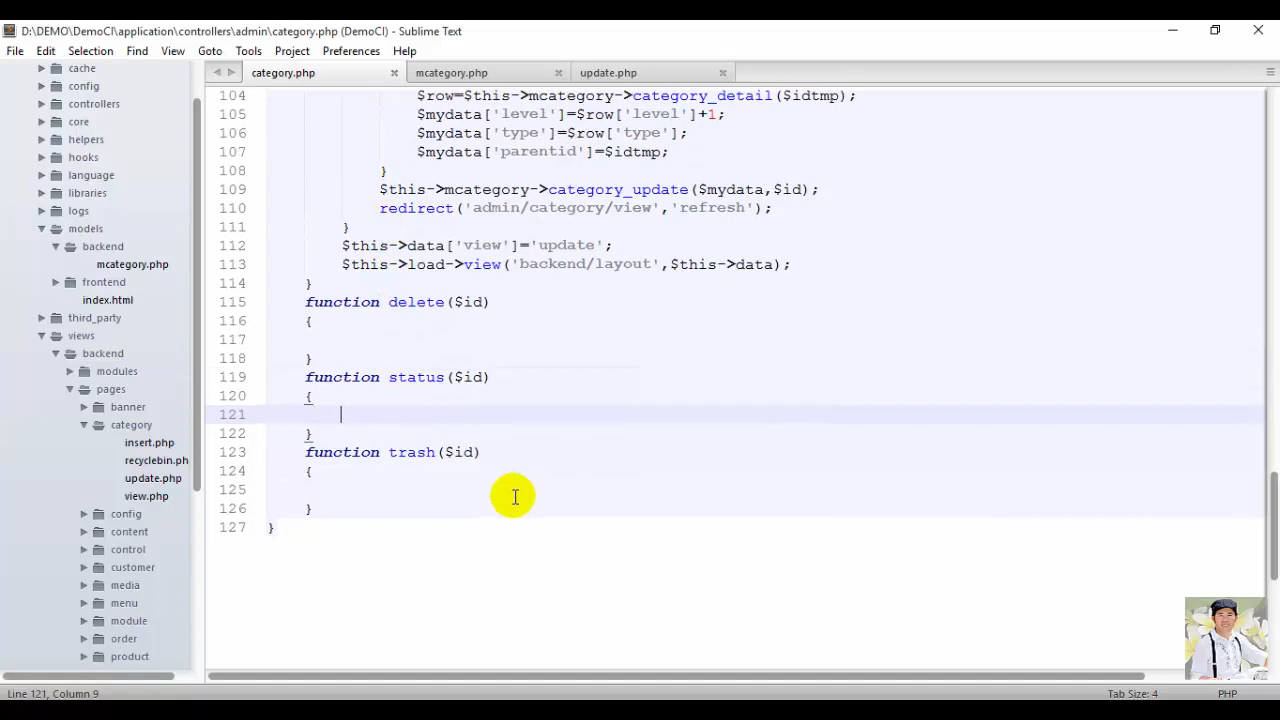 D:\DEMO\DemoCI\application\controllers\admin\category.php (DemoCI) - Sublime Text
File Edit Selection Find View Goto Tools Project Preferences Help
cache
config
controllers
core
helpers
hooks
language
libraries
logs
models
backend
mcategory.php
frontend
index.html
third_party
views
backend
modules
pages
banner
category
insert.php
recyclebin.ph
update.php
view.php
config
content
control
customer
media
menu
module
order
product
category.php mcategory.php update.php
104 $row=$this->mcategory->category_detail($idtmp);
105 $mydata['level']=$row['level']+1;
106 $mydata['type']=$row['type'];
107 $mydata['parentid']=$idtmp;
108 }
109 $this->mcategory->category_update($mydata,$id);
110 redirect('admin/category/view','refresh');
111 }
112 $this->data['view']='update';
113 $this->load->view('backend/layout',$this->data);
114 }
115 function delete($id)
116 {
117
118 }
119 function status($id)
120 {
121
122 }
123 function trash($id)
124 {
125
126 }
127 }
Line 121, Column 9 Tab Size: 4 PHP